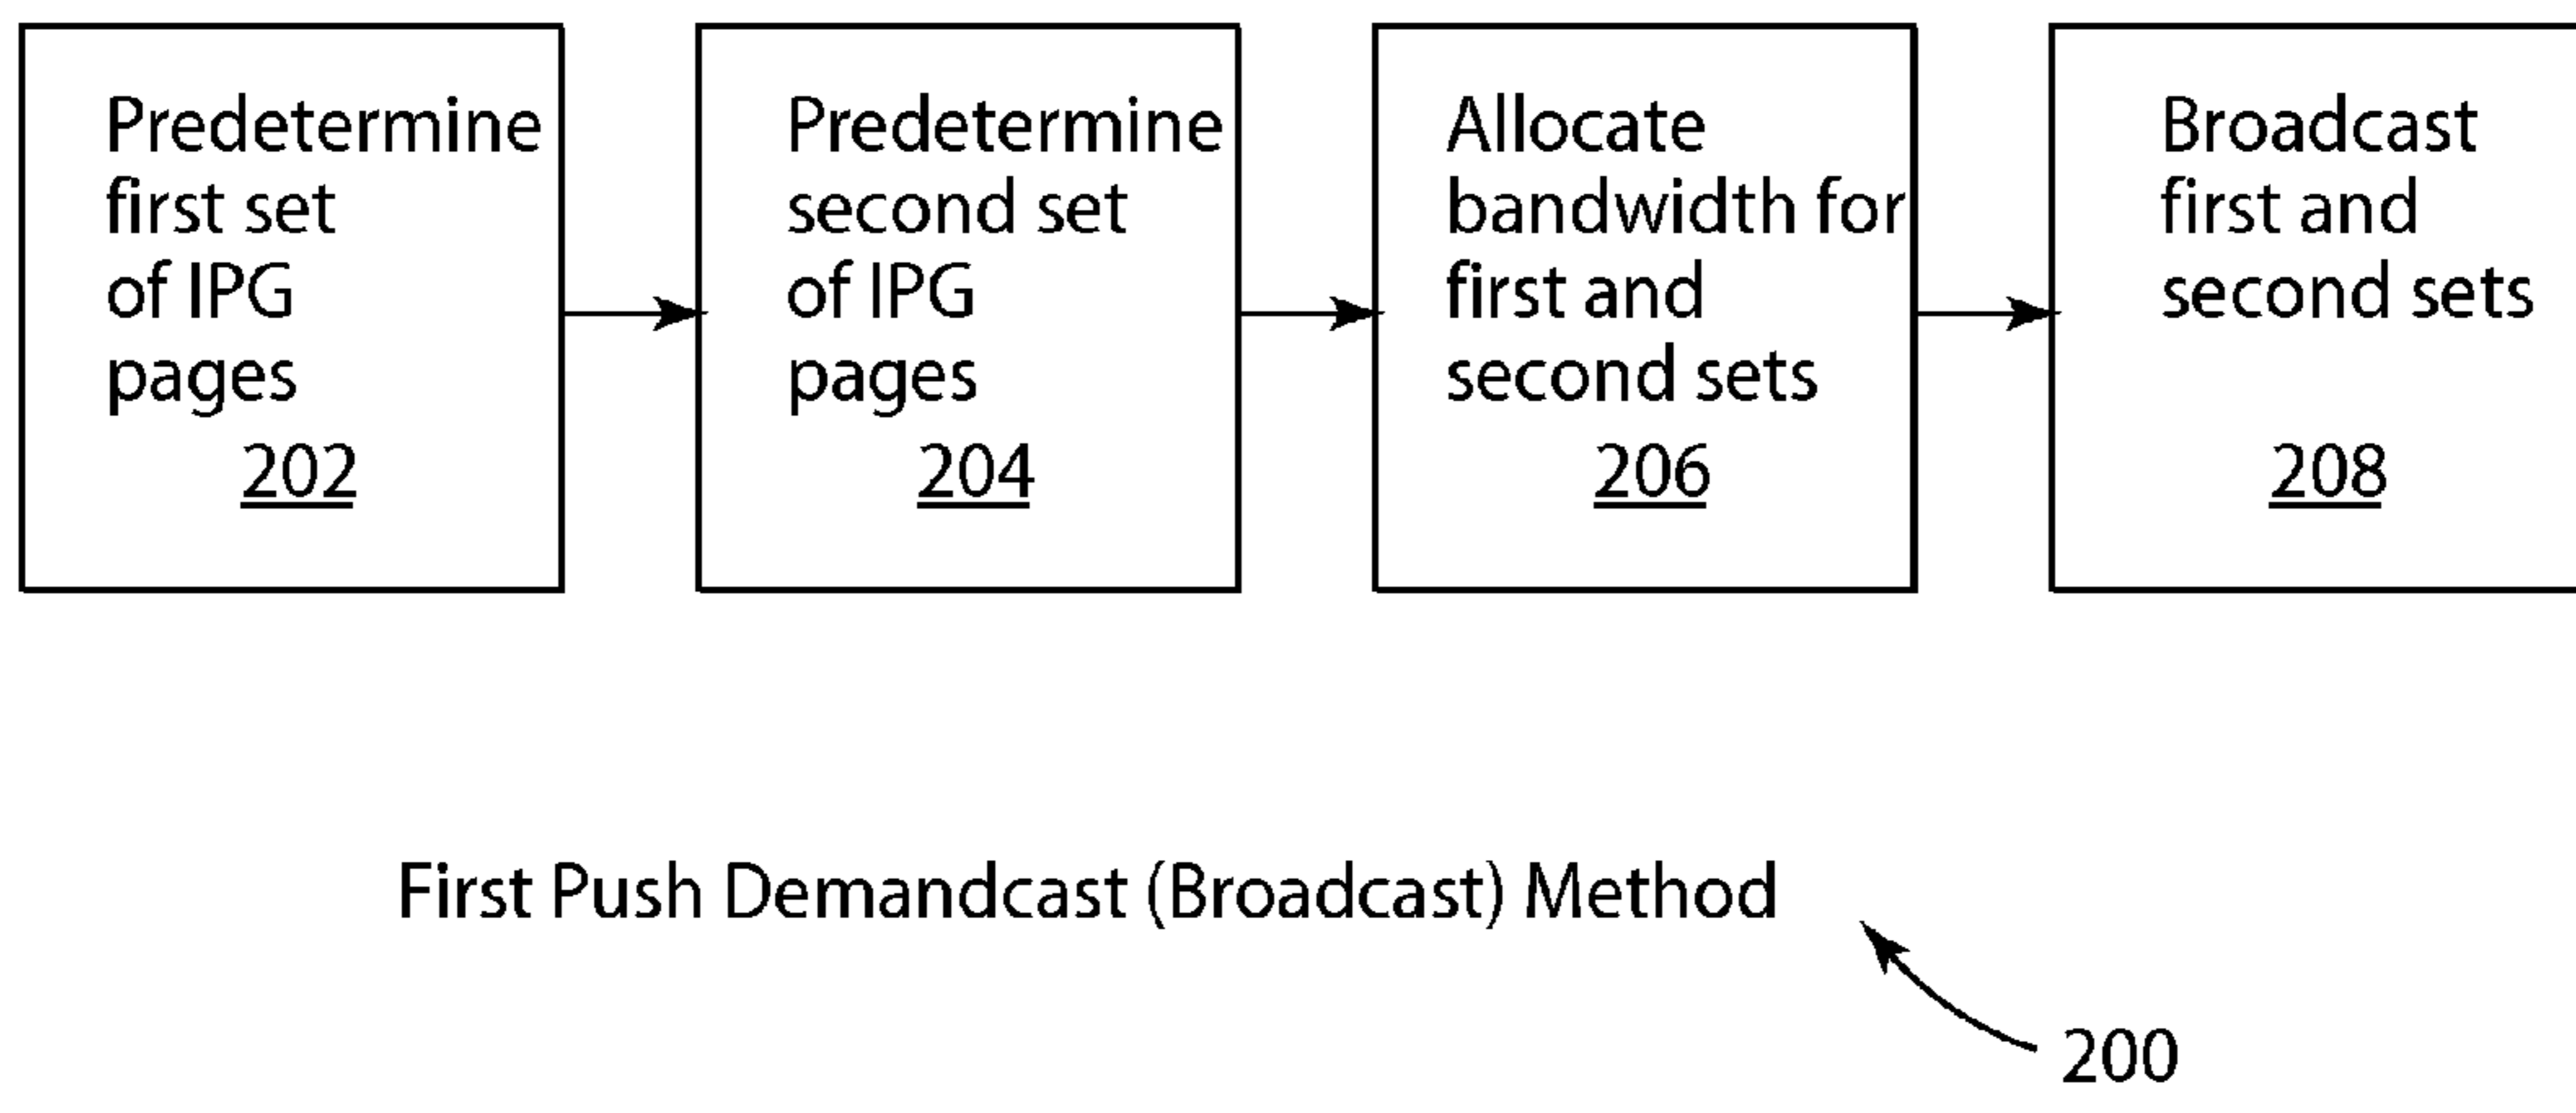 Predetermine
first set
of IPG
pages
202
Predetermine
second set
of IPG
pages
204
Allocate
bandwidth for
first and
second sets
206
Broadcast
first and
second sets
208
First Push Demandcast (Broadcast) Method
200